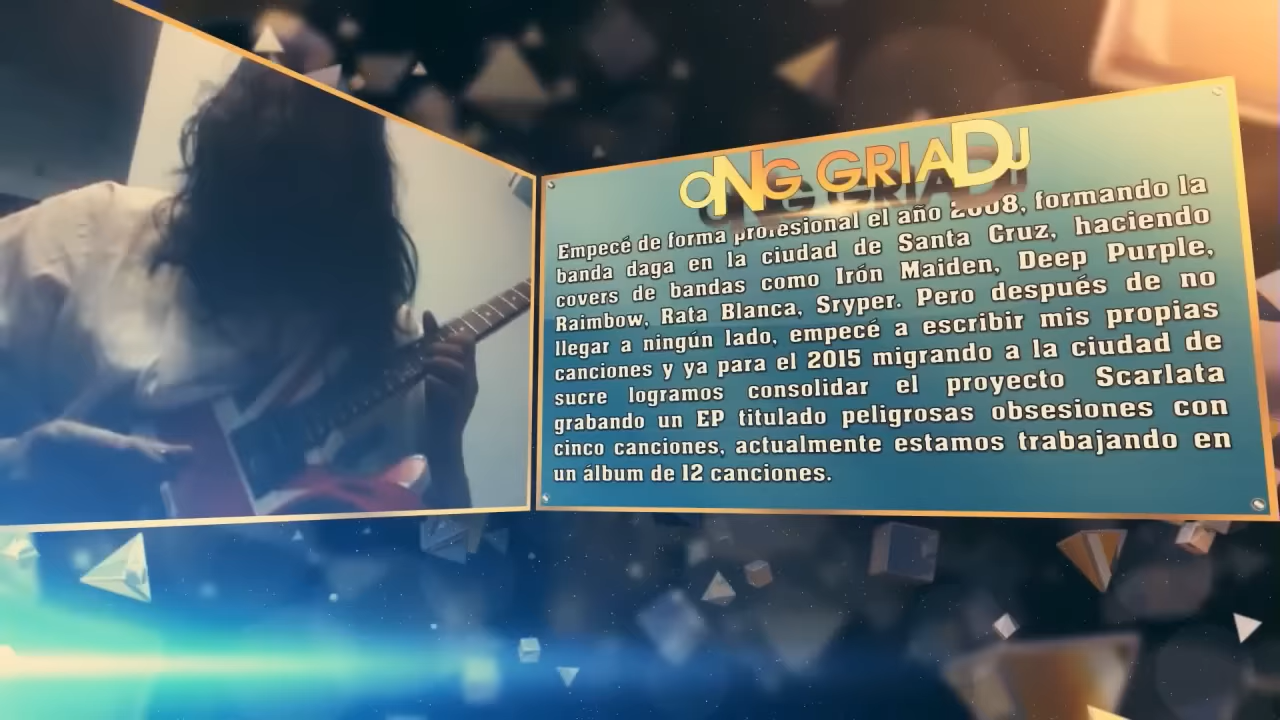 ONG GRIADJ
Empecé de forma profesional el año 2008, formando la
banda daga en la ciudad de Santa Cruz, haciendo
covers de bandas como Irón Maiden, Deep Purple,
Raimbow, Rata Blanca, Sryper. Pero después de no
llegar a ningún lado, empecé a escribir mis propias
canciones y ya para el 2015 migrando a la ciudad de
sucre logramos consolidar el proyecto Scarlata
grabando un EP titulado peligrosas obsesiones con
cinco canciones, actualmente estamos trabajando en
un álbum de 12 canciones.